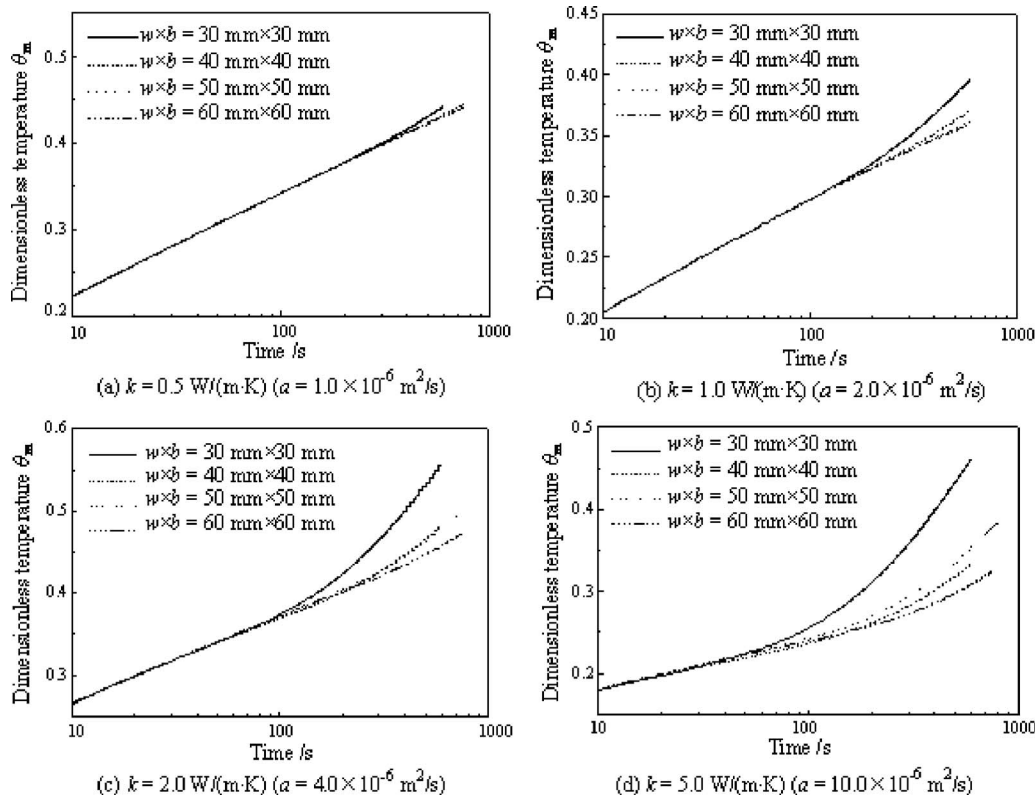 Dimensionless temperature θm
0.4
0.3
0.2
w×b = 30 mm×30 mm
w×b = 40 mm×40 mm
w×b = 50 mm×50 mm
w×b = 60 mm×60 mm
10
100
1000
Time /s
(a) k = 0.5 W/(m·K) (a = 1.0×10⁻⁶ m²/s)
Dimensionless temperature θm
0.45
0.40
0.35
0.30
0.25
0.20
w×b = 30 mm×30 mm
w×b = 40 mm×40 mm
w×b = 50 mm×50 mm
w×b = 60 mm×60 mm
10
100
1000
Time /s
(b) k = 1.0 W/(m·K) (a = 2.0×10⁻⁶ m²/s)
Dimensionless temperature θm
0.6
0.5
0.4
0.3
w×b = 30 mm×30 mm
w×b = 40 mm×40 mm
w×b = 50 mm×50 mm
w×b = 60 mm×60 mm
10
100
1000
Time /s
(c) k = 2.0 W/(m·K) (a = 4.0×10⁻⁶ m²/s)
Dimensionless temperature θm
0.5
0.4
0.3
0.2
w×b = 30 mm×30 mm
w×b = 40 mm×40 mm
w×b = 50 mm×50 mm
w×b = 60 mm×60 mm
10
100
1000
Time /s
(d) k = 5.0 W/(m·K) (a = 10.0×10⁻⁶ m²/s)